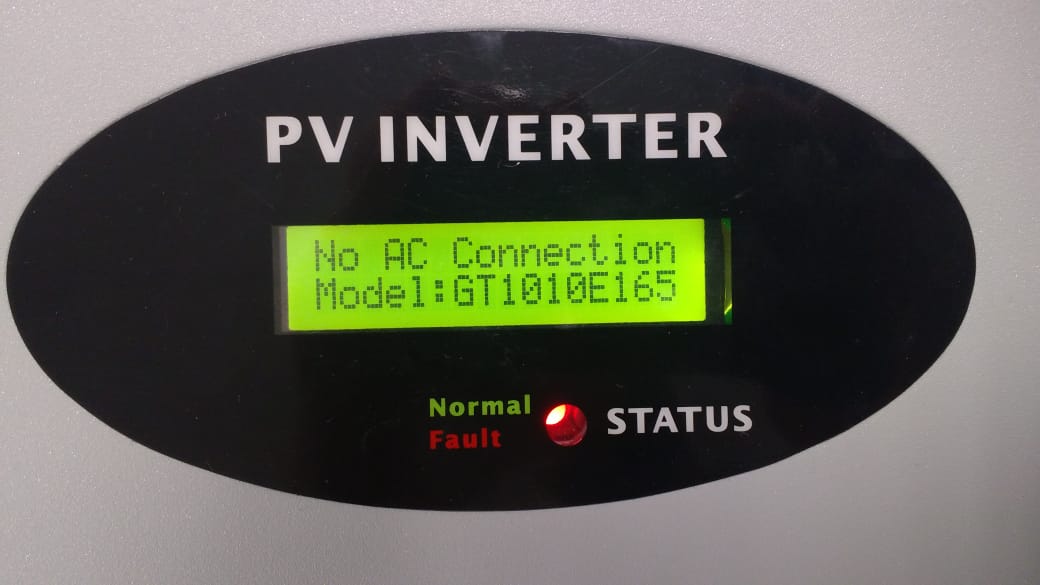 PV INVERTER
No AC Connection
Model:GT1010E165
Normal
Fault
STATUS